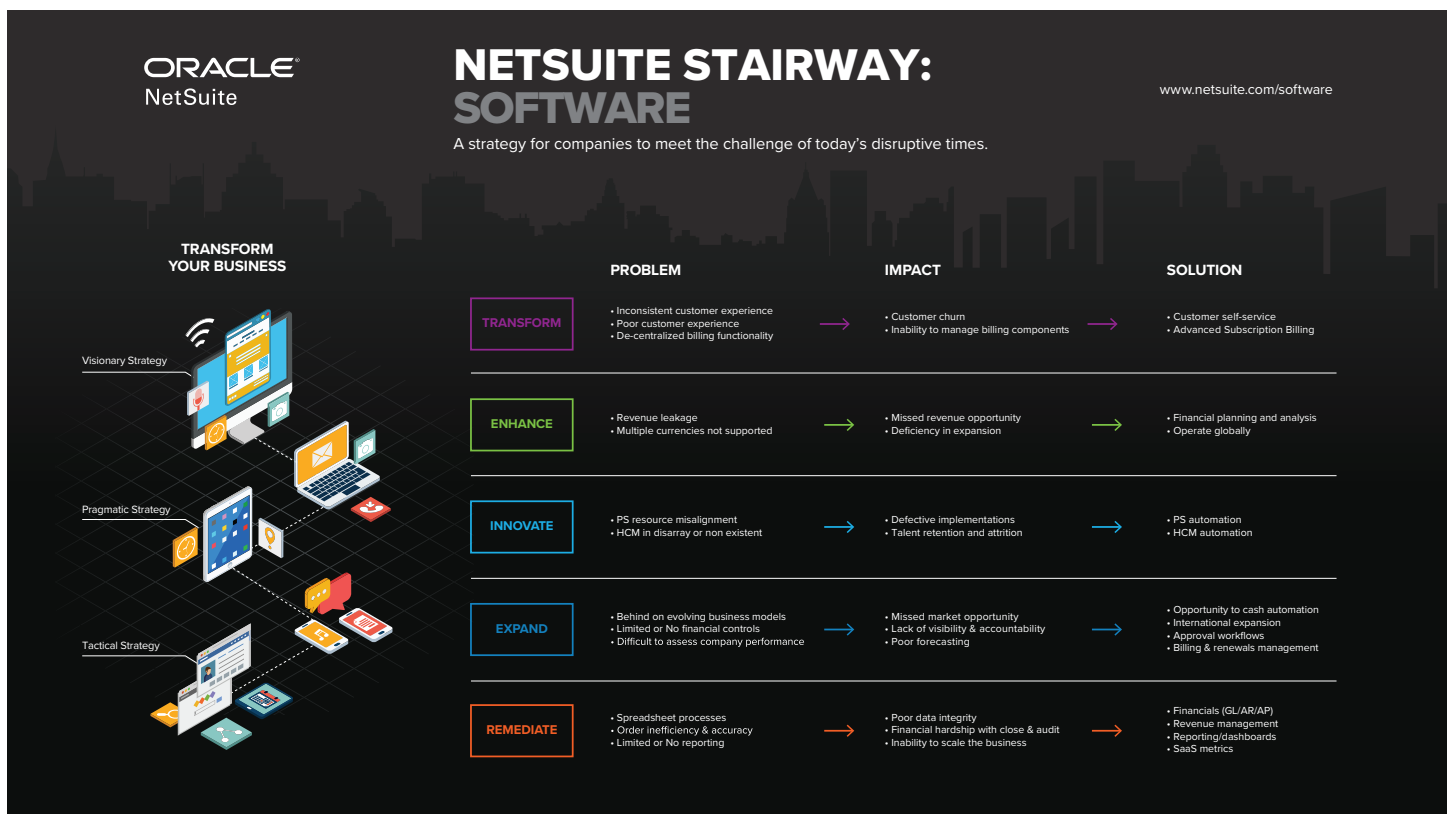 ORACLE®
NetSuite
NETSUITE STAIRWAY:
SOFTWARE
A strategy for companies to meet the challenge of today's disruptive times.
www.netsuite.com/software
TRANSFORM
YOUR BUSINESS
Visionary Strategy
Pragmatic Strategy
Tactical Strategy
PROBLEM
IMPACT
SOLUTION
TRANSFORM
• Inconsistent customer experience
• Poor customer experience
• De-centralized billing functionality
• Customer churn
• Inability to manage billing components
• Customer self-service
• Advanced Subscription Billing
ENHANCE
• Revenue leakage
• Multiple currencies not supported
• Missed revenue opportunity
• Deficiency in expansion
• Financial planning and analysis
• Operate globally
INNOVATE
• PS resource misalignment
• HCM in disarray or non existent
• Defective implementations
• Talent retention and attrition
• PS automation
• HCM automation
EXPAND
• Behind on evolving business models
• Limited or No financial controls
• Difficult to assess company performance
• Missed market opportunity
• Lack of visibility & accountability
• Poor forecasting
• Opportunity to cash automation
• International expansion
• Approval workflows
• Billing & renewals management
REMEDIATE
• Spreadsheet processes
• Order inefficiency & accuracy
• Limited or No reporting
• Poor data integrity
• Financial hardship with close & audit
• Inability to scale the business
• Financials (GL/AR/AP)
• Revenue management
• Reporting/dashboards
• SaaS metrics